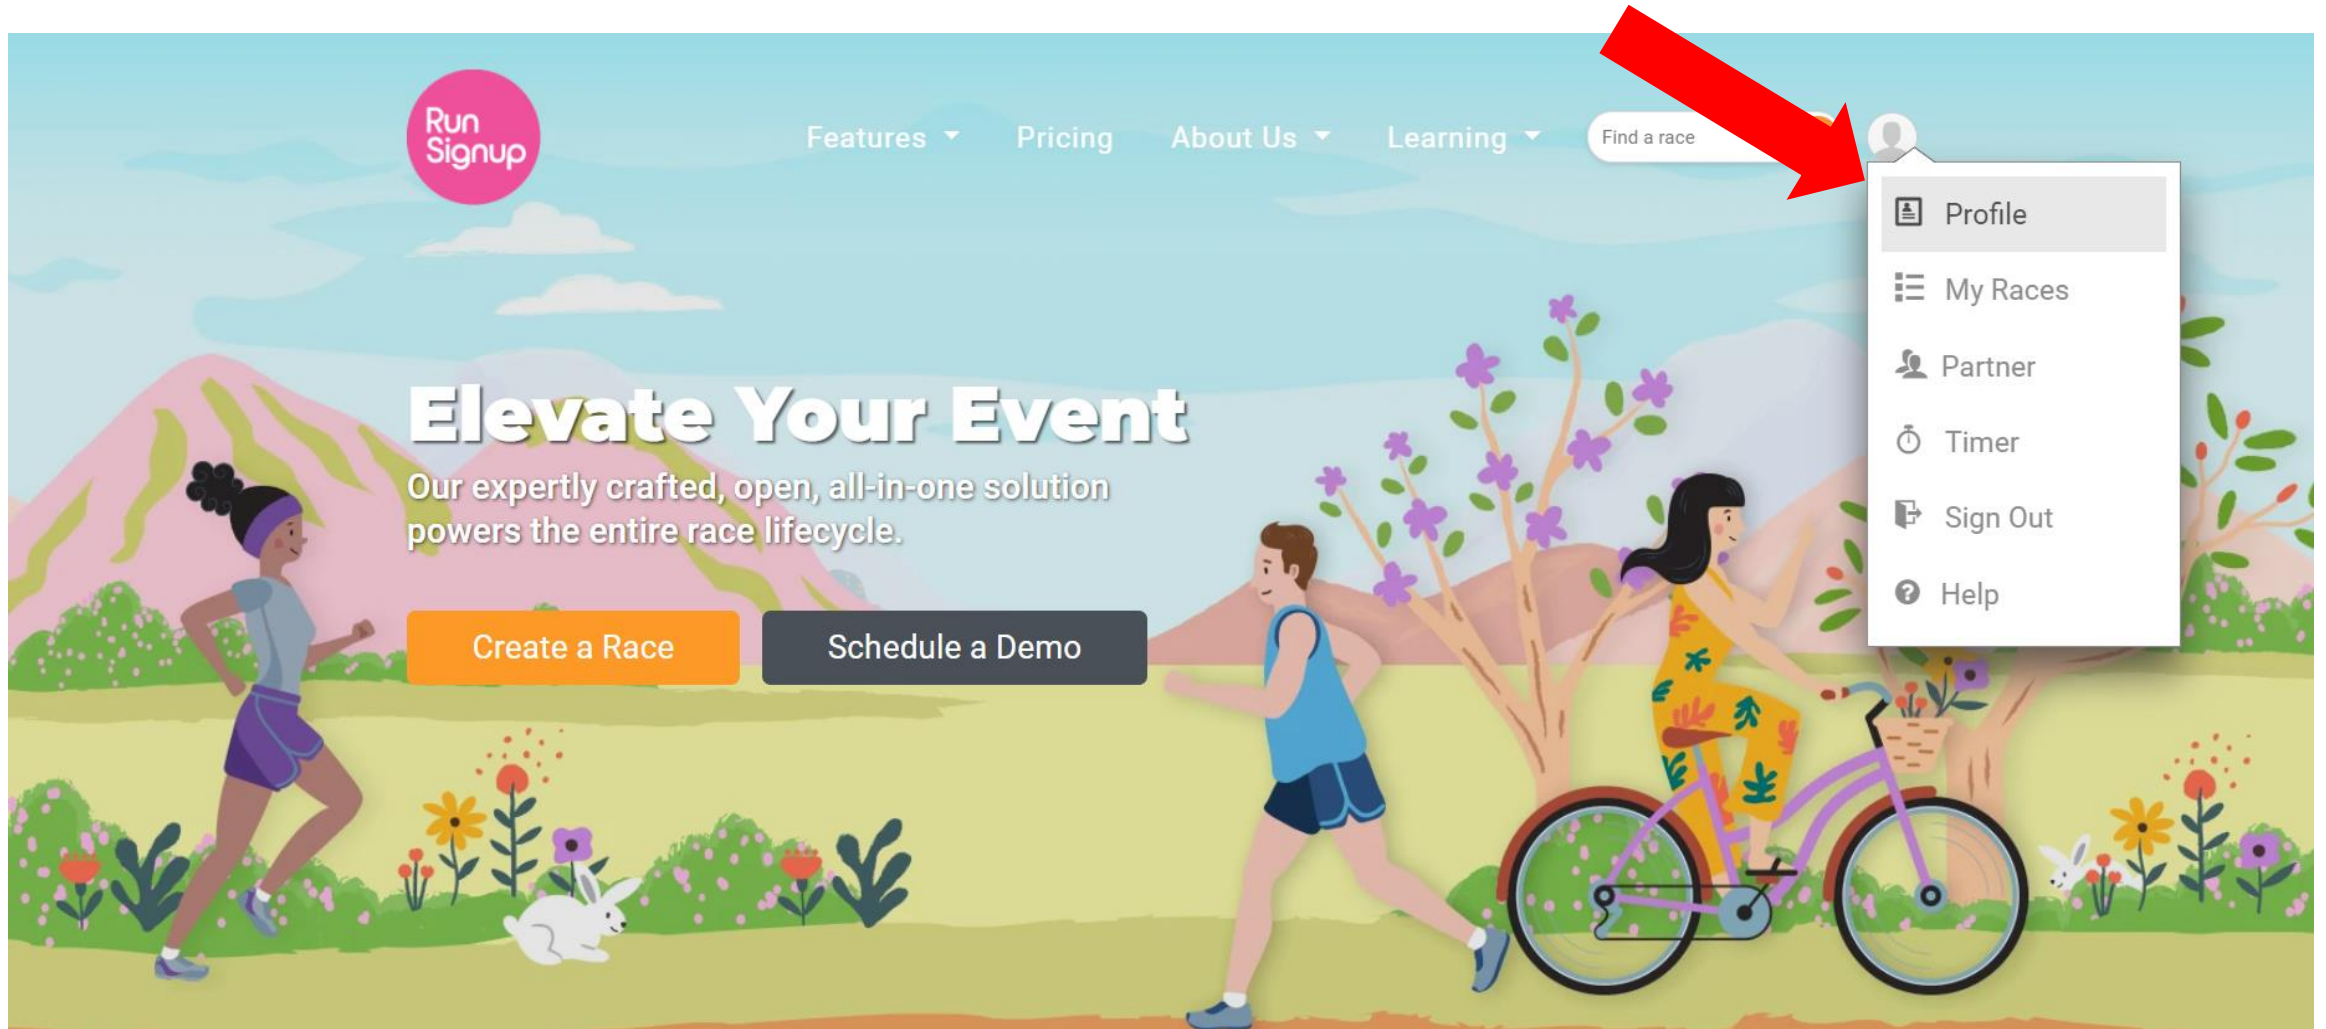 Run
Signup
Features
Pricing
About Us
Learning
Find a race
Profile
My Races
Partner
Timer
Sign Out
Help
Elevate Your Event
Our expertly crafted, open, all-in-one solution
powers the entire race lifecycle.
Create a Race
Schedule a Demo